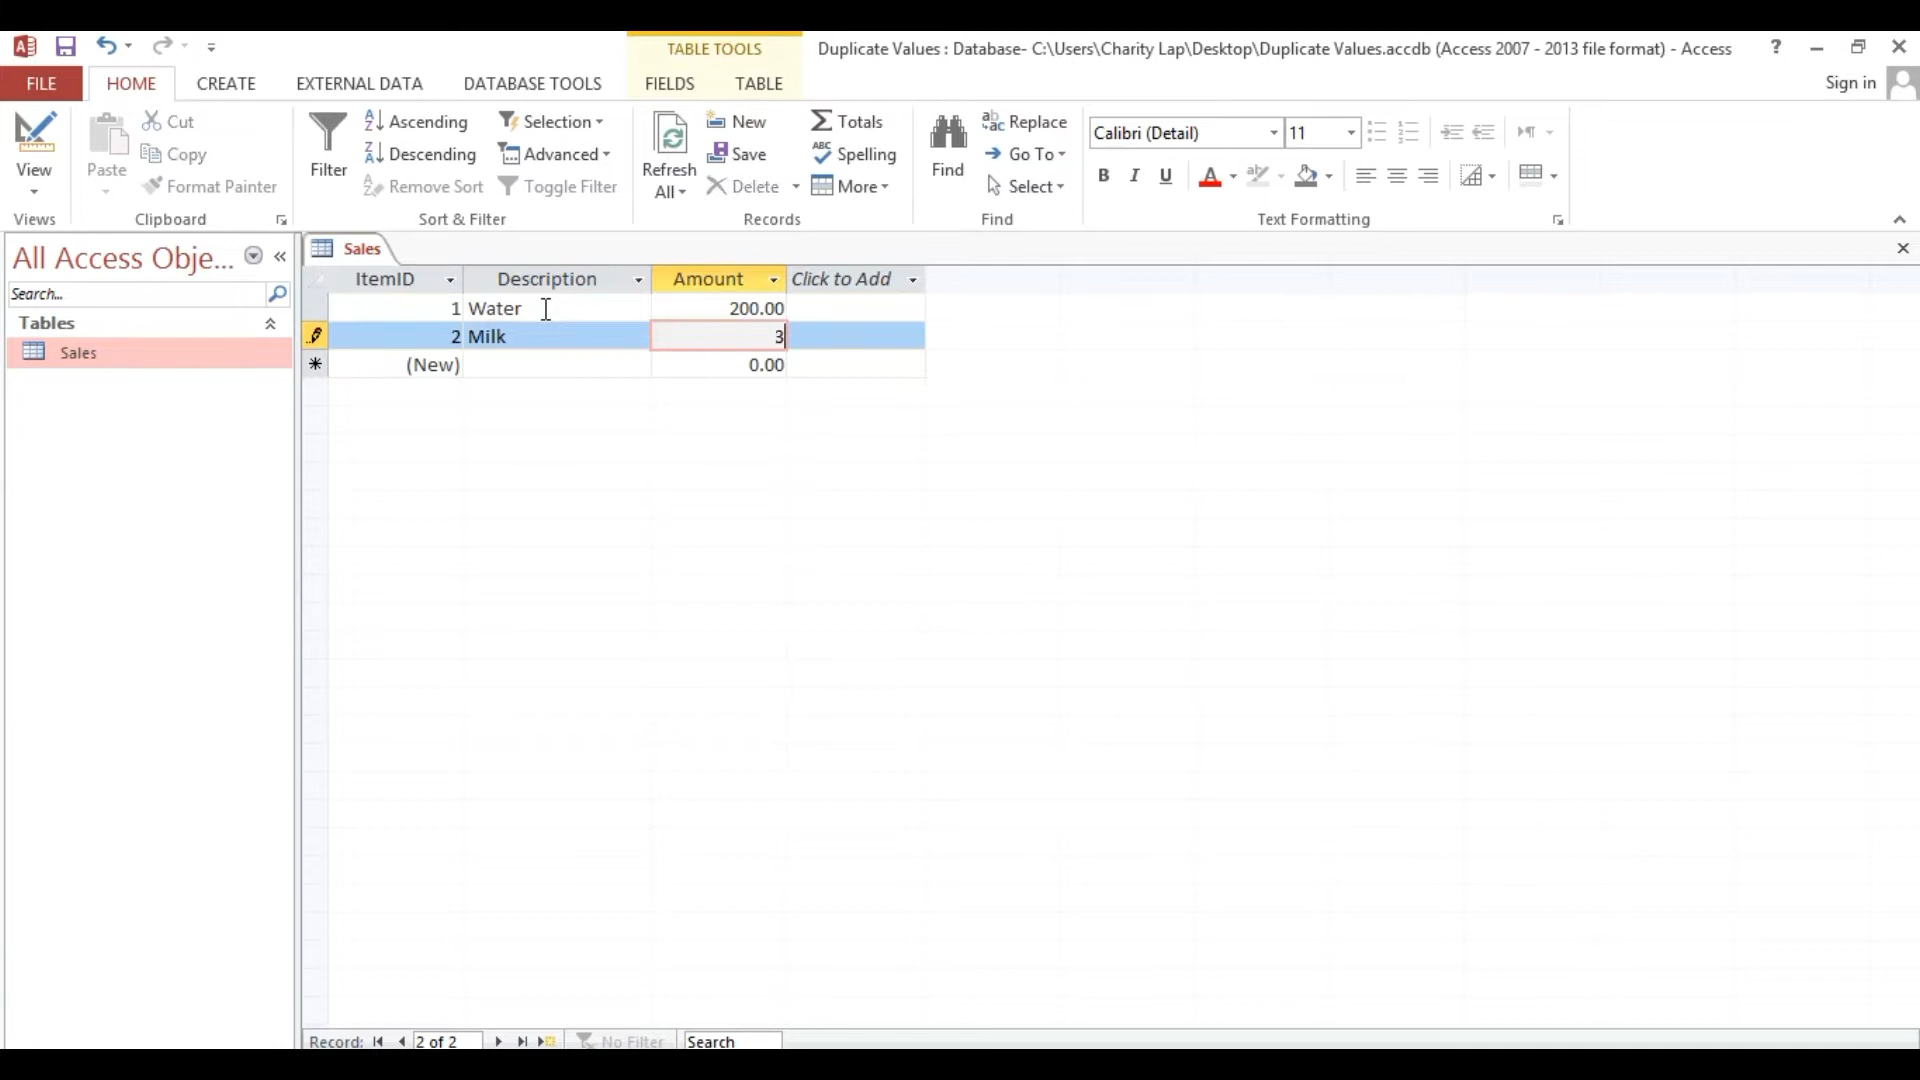 TABLE TOOLS
Duplicate Values : Database- C:\Users\Charity Lap\Desktop\Duplicate Values.accdb (Access 2007 - 2013 file format) - Access
?
FILE HOME CREATE EXTERNAL DATA DATABASE TOOLS FIELDS TABLE
Sign in
View
Views
Paste
Cut
Copy
Format Painter
Clipboard
Filter
Ascending
Descending
Remove Sort
Selection
Advanced
Toggle Filter
Sort & Filter
Refresh
All
New
Save
Delete
Totals
Spelling
More
Records
Find
Replace
Go To
Select
Find
Calibri (Detail) 11
B I U A
Text Formatting
All Access Obje...
Search...
Tables
Sales
Sales
ItemID Description Amount Click to Add
1 Water 200.00
2 Milk 3
(New) 0.00
Record: 2 of 2 No Filter Search